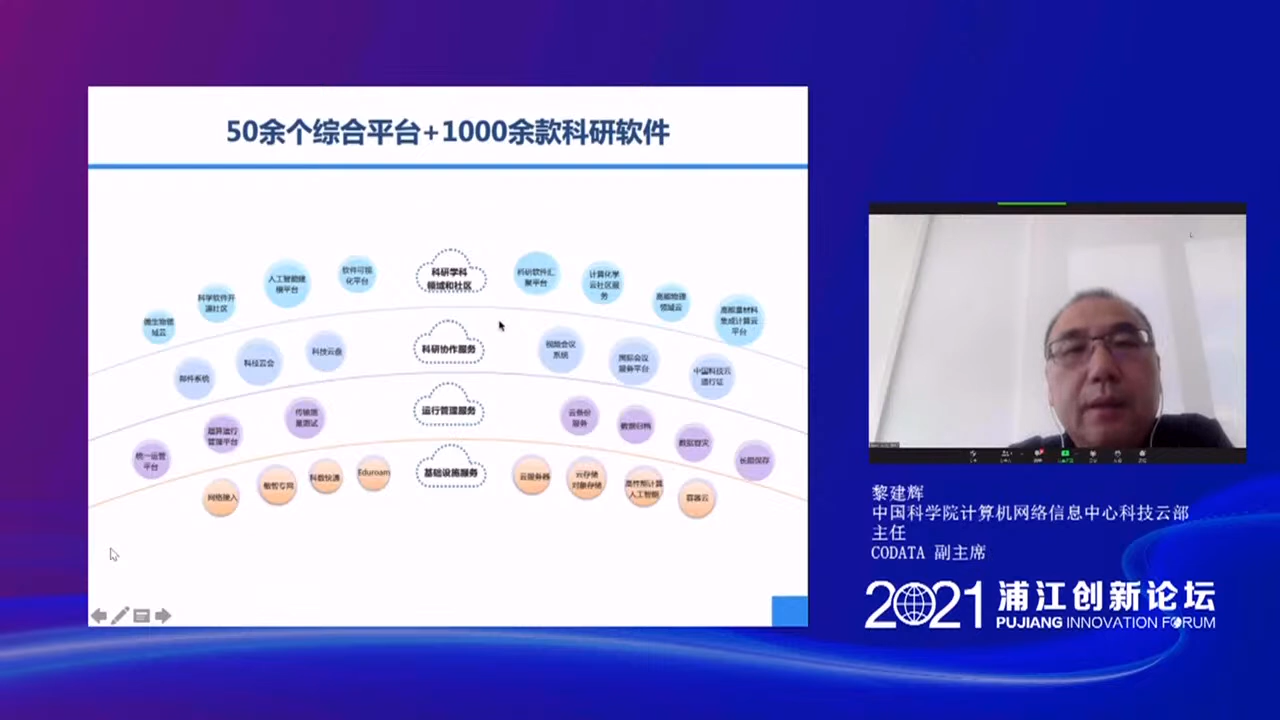 50余个综合平台+1000余款科研软件
科研学科
领域和社区
微生物领
域云
科学软件开
源社区
人工智能建
模平台
软件可视
化平台
科研软件汇
聚平台
计算化学
云社区服
务
高能物理
领域云
高能量材料
集成计算云
平台
科研协作服务
邮件系统
科技云会
科技云盘
视频会议
系统
国际会议
服务平台
中国科技云
通行证
运行管理服务
统一运管
平台
超算运行
管理平台
传输质
量测试
云备份
服务
数据归档
数据容灾
长期保存
基础设施服务
网络接入
科数快递
Eduroam
云服务器
云存储
对象存储
高性能计算
人工智能
容器云
黎建辉
中国科学院计算机网络信息中心科技云部
主任
CODATA 副主席
2021 浦江创新论坛
PUJIANG INNOVATION FORUM